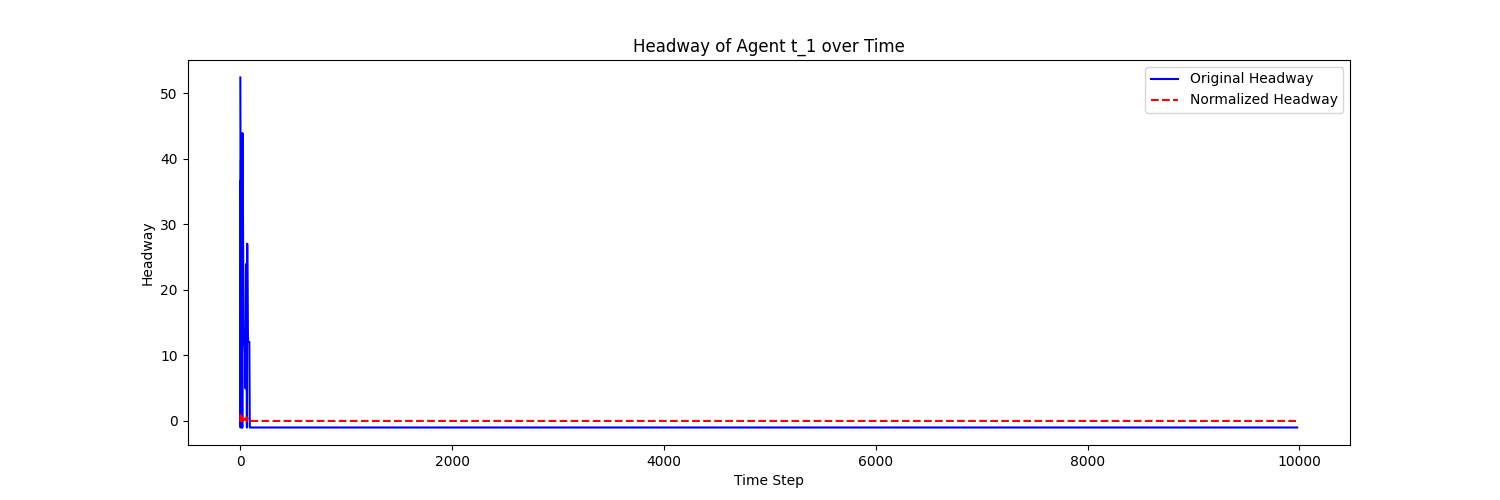 Headway of Agent t_1 over Time
Original Headway
Normalized Headway
Headway
50
40
30
20
10
0
0 2000 4000 6000 8000 10000
Time Step